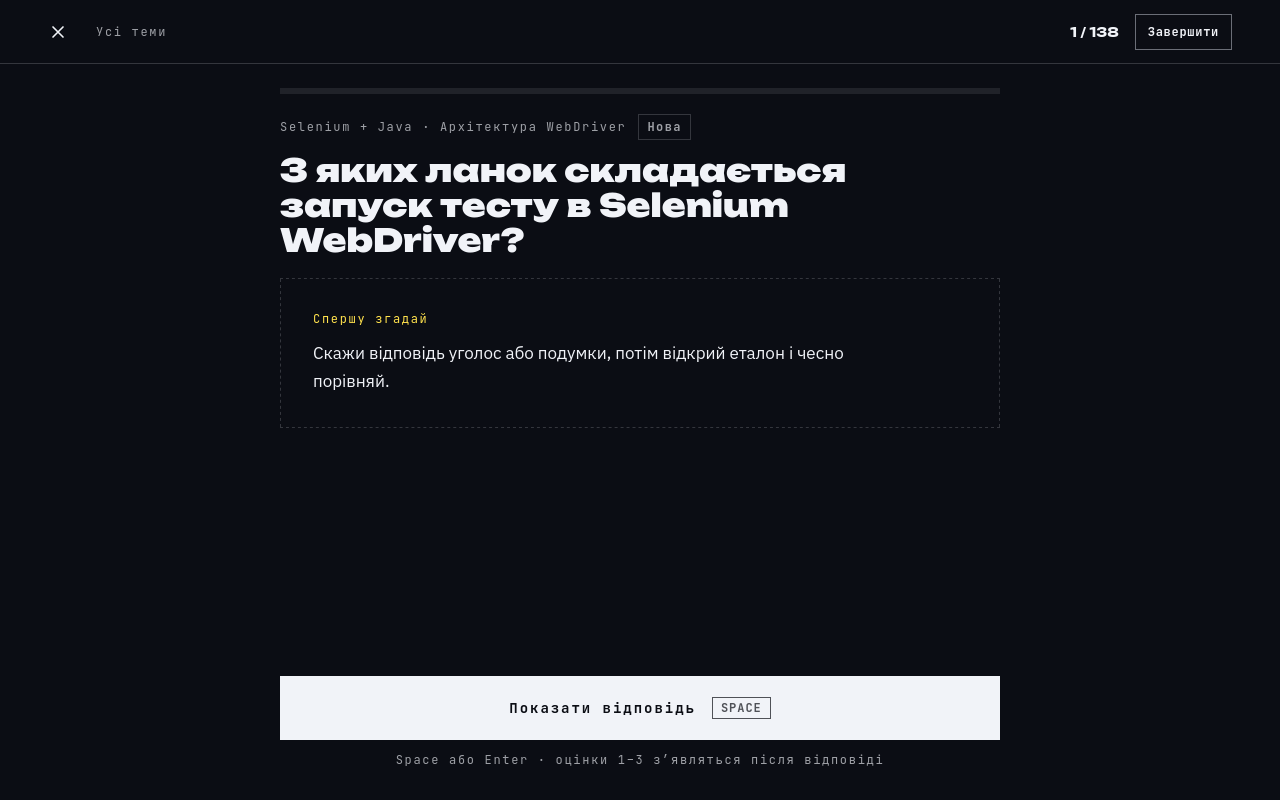 Усі теми
1 / 138
Завершити
Selenium + Java · Архітектура WebDriver
Нова
З яких ланок складається
запуск тесту в Selenium
WebDriver?
Спершу згадай
Скажи відповідь уголос або подумки, потім відкрий еталон і чесно
порівняй.
Показати відповідь SPACE
Space або Enter · оцінки 1–3 з’являться після відповіді